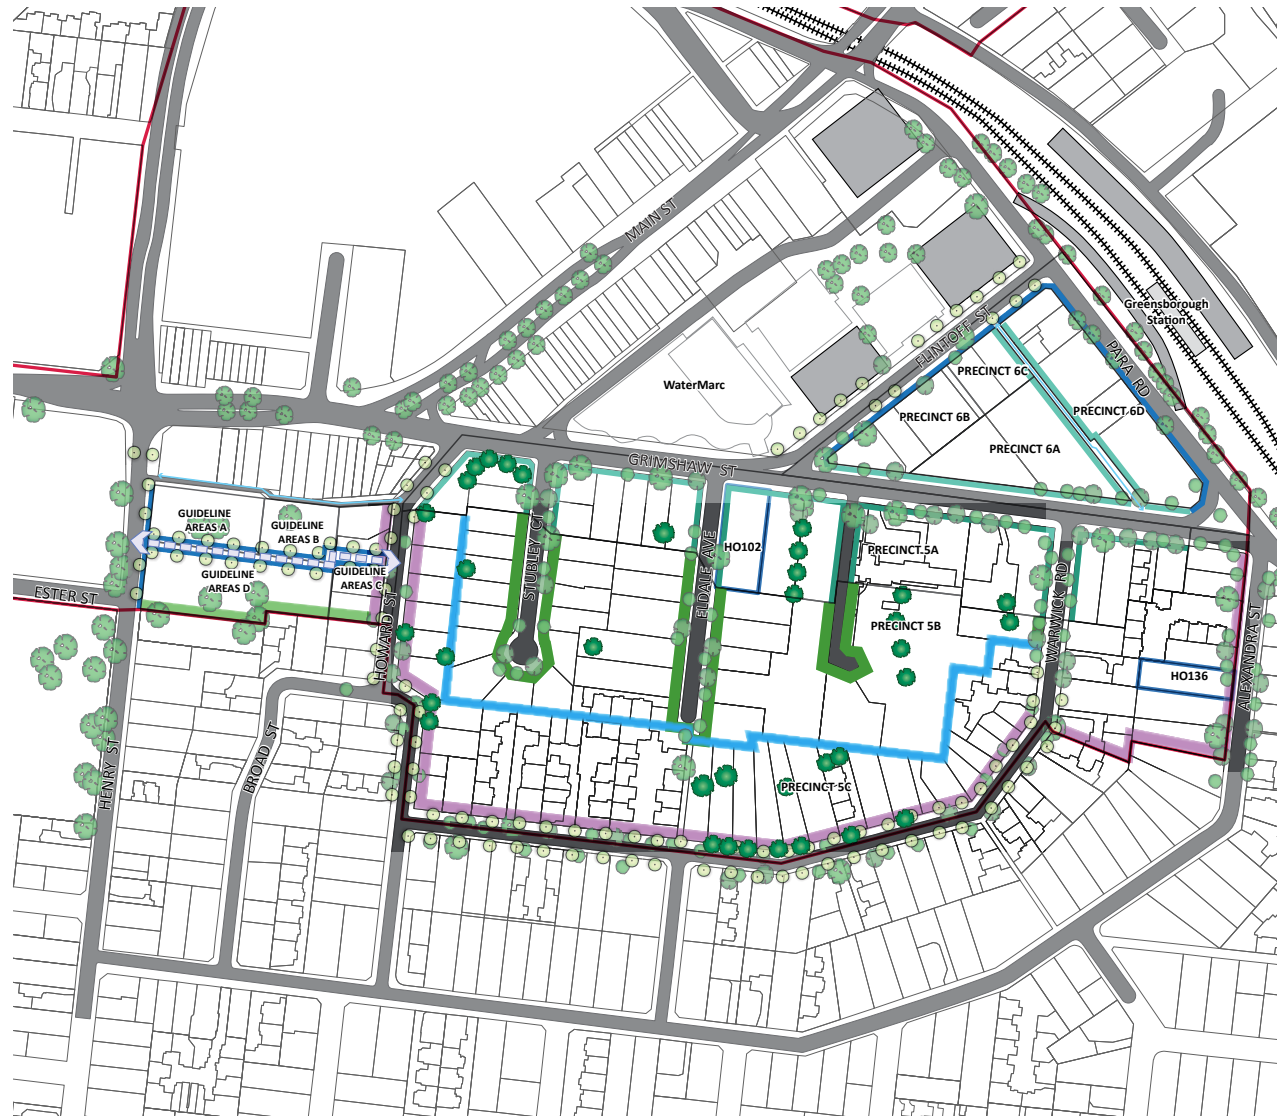 MAIN ST
Greensborough
Station
FLINTOFF ST
PARA RD
PRECINCT 6C
WaterMarc
PRECINCT 6B
PRECINCT 6D
PRECINCT 6A
GRIMSHAW ST
GUIDELINE
AREAS A
GUIDELINE
AREAS B
STUBLEY CT
HO102
PRECINCT 5A
ELDALE AVE
GUIDELINE
AREAS D
GUIDELINE
AREAS C
ESTER ST
HOWARD ST
PRECINCT 5B
WARWICK RD
ALEXANDRA ST
HO136
HENRY ST
BROAD ST
PRECINCT 5C